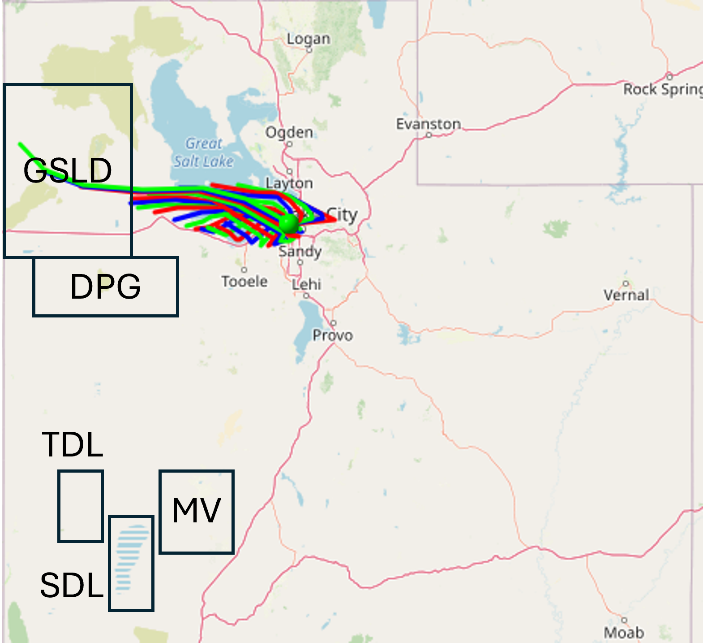 Logan
Rock Spring
Evanston
Ogden
Great
Salt Lake
GSLD
Layton
City
Sandy
Tooele
Lehi
DPG
Vernal
Provo
TDL
MV
SDL
Moab